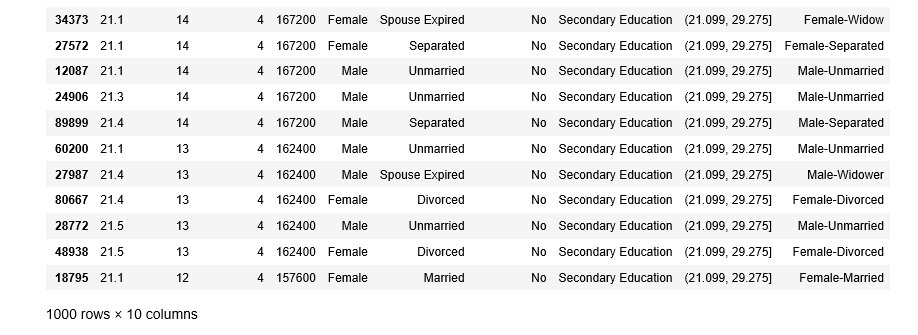 34373 21.1 14 4 167200 Female Spouse Expired No Secondary Education (21.099, 29.275] Female-Widow
27572 21.1 14 4 167200 Female Separated No Secondary Education (21.099, 29.275] Female-Separated
12087 21.1 14 4 167200 Male Unmarried No Secondary Education (21.099, 29.275] Male-Unmarried
24906 21.3 14 4 167200 Male Unmarried No Secondary Education (21.099, 29.275] Male-Unmarried
89899 21.4 14 4 167200 Male Separated No Secondary Education (21.099, 29.275] Male-Separated
60200 21.1 13 4 162400 Male Unmarried No Secondary Education (21.099, 29.275] Male-Unmarried
27987 21.4 13 4 162400 Male Spouse Expired No Secondary Education (21.099, 29.275] Male-Widower
80667 21.4 13 4 162400 Female Divorced No Secondary Education (21.099, 29.275] Female-Divorced
28772 21.5 13 4 162400 Male Unmarried No Secondary Education (21.099, 29.275] Male-Unmarried
48938 21.5 13 4 162400 Female Divorced No Secondary Education (21.099, 29.275] Female-Divorced
18795 21.1 12 4 157600 Female Married No Secondary Education (21.099, 29.275] Female-Married
1000 rows × 10 columns